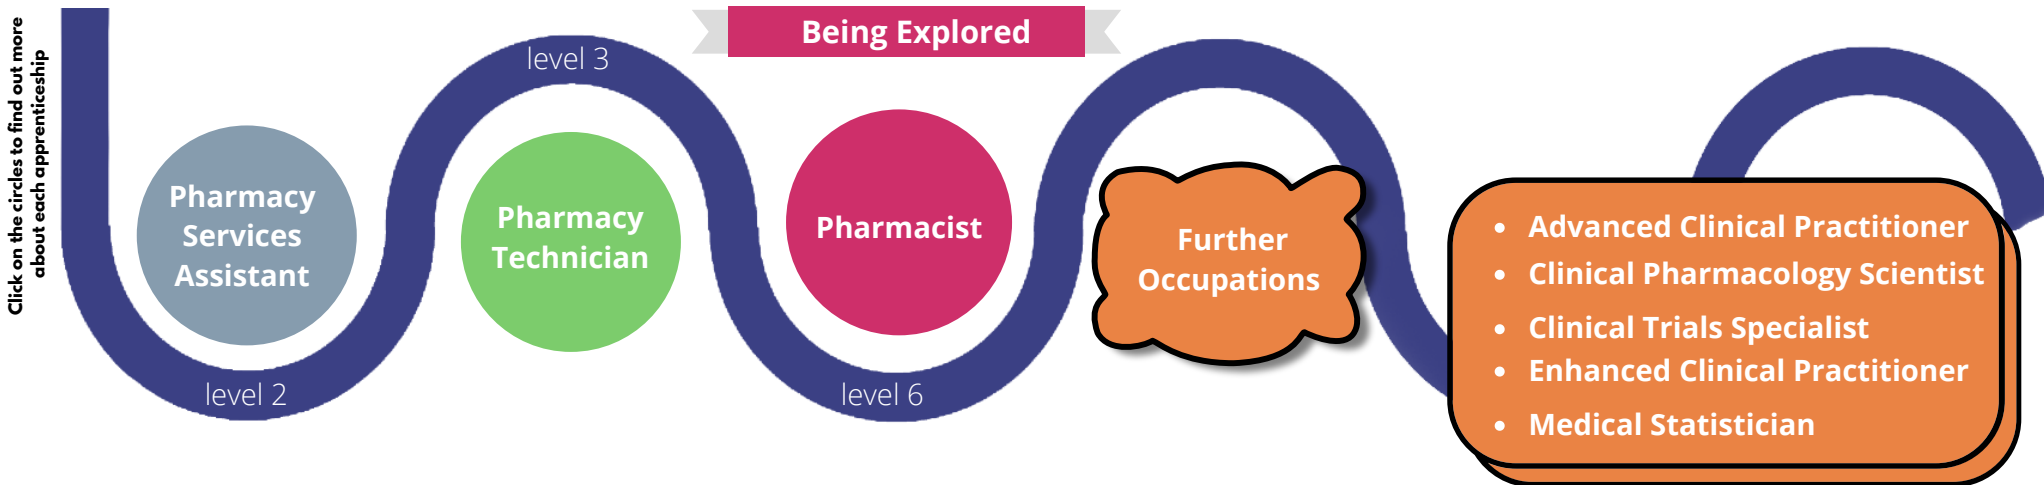 Click on the circles to find out more
about each apprenticeship
level 2
Pharmacy
Services
Assistant
level 3
Pharmacy
Technician
Being Explored
Pharmacist
level 6
Further
Occupations
• Advanced Clinical Practitioner
• Clinical Pharmacology Scientist
• Clinical Trials Specialist
• Enhanced Clinical Practitioner
• Medical Statistician